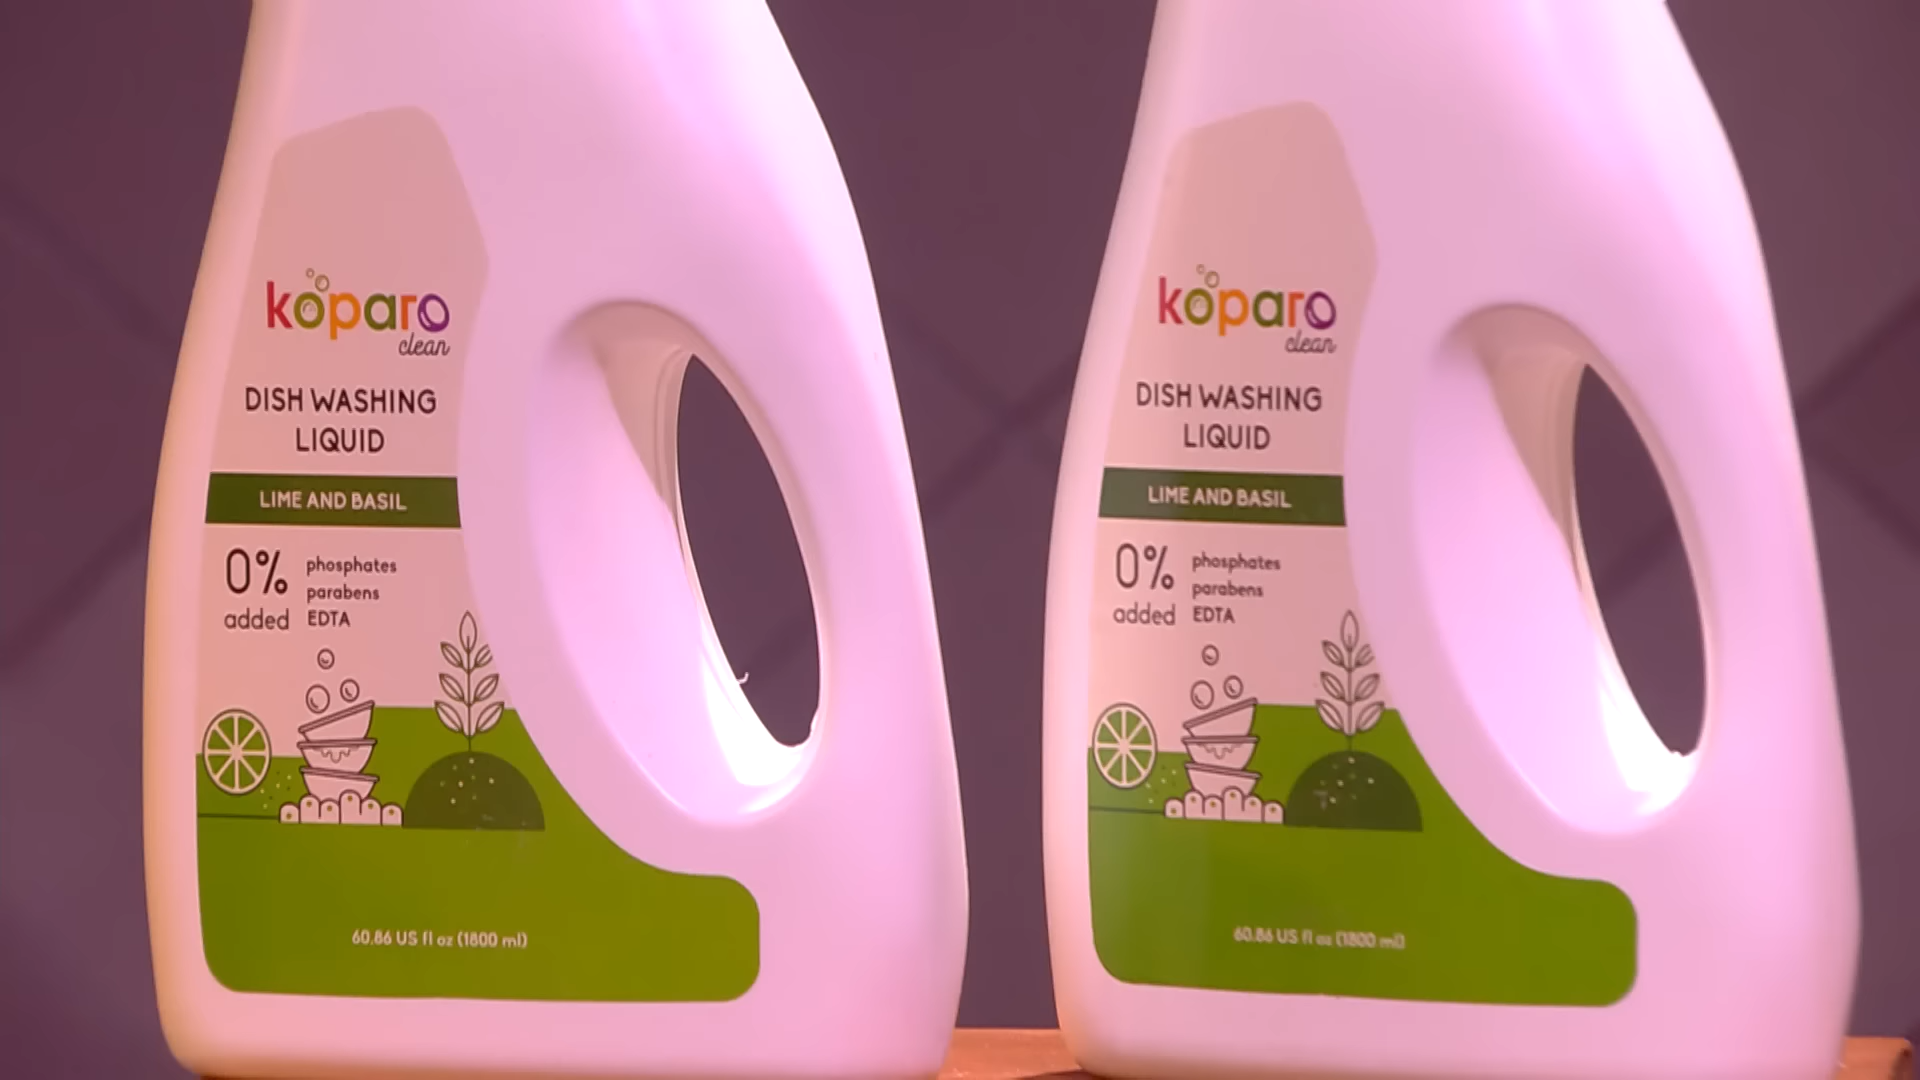 koparo
clean
DISH WASHING
LIQUID
LIME AND BASIL
0% added
phosphates
parabens
EDTA
60.86 US fl oz (1800 ml)
koparo
clean
DISH WASHING
LIQUID
LIME AND BASIL
0% added
phosphates
parabens
EDTA
60.86 US fl oz (1800 ml)